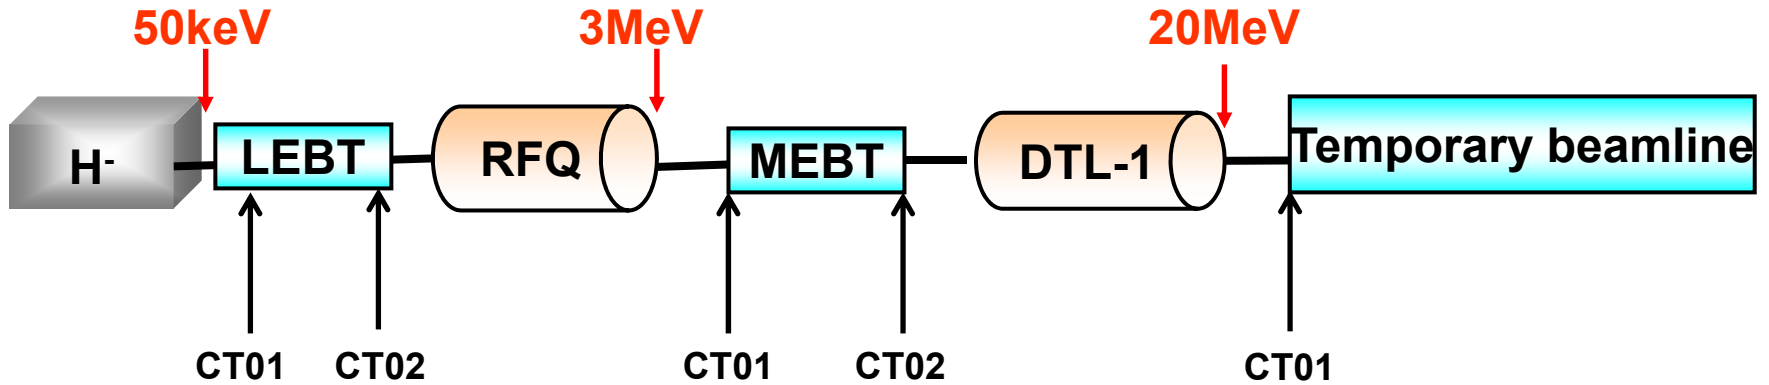 50keV
3MeV
20MeV
H-
LEBT
RFQ
MEBT
DTL-1
Temporary beamline
CT01
CT02
CT01
CT02
CT01